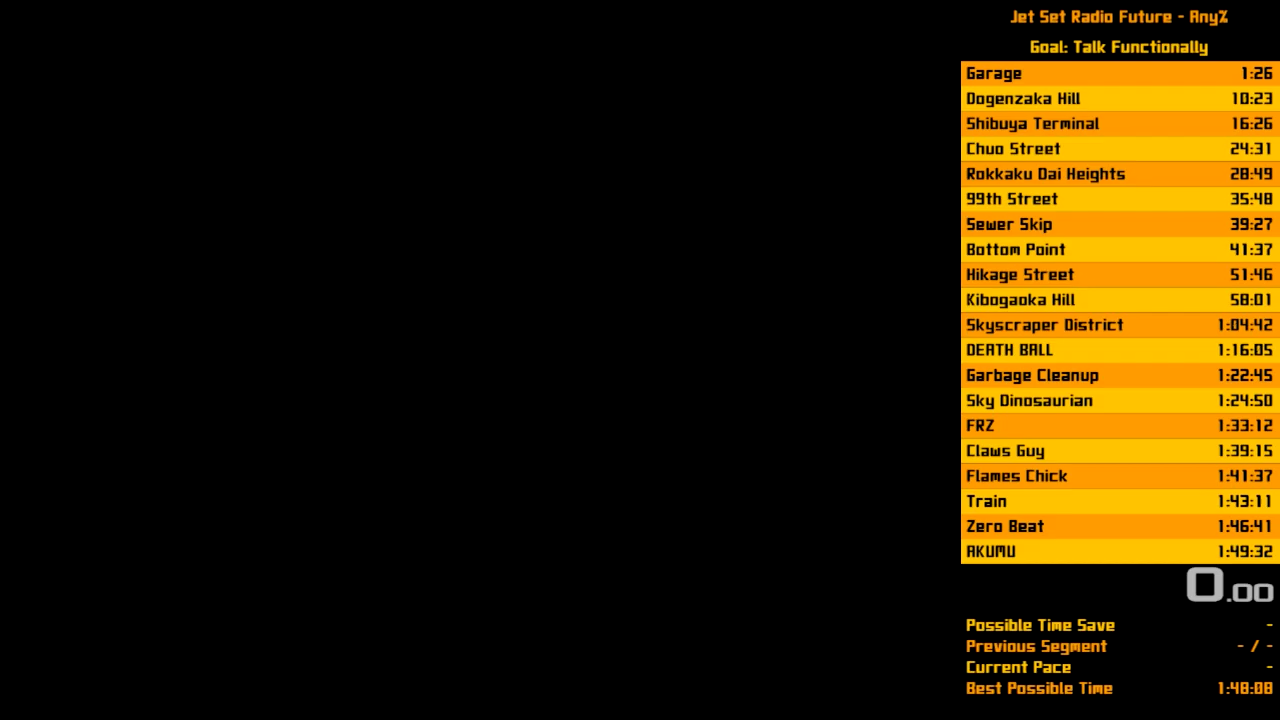 Jet Set Radio Future - Any%
Goal: Talk Functionally
Garage 1:26
Dogenzaka Hill 10:23
Shibuya Terminal 16:26
Chuo Street 24:31
Rokkaku Dai Heights 28:49
99th Street 35:48
Sewer Skip 39:27
Bottom Point 41:37
Hikage Street 51:46
Kibogaoka Hill 58:01
Skyscraper District 1:04:42
DEATH BALL 1:16:05
Garbage Cleanup 1:22:45
Sky Dinosaurian 1:24:50
FRZ 1:33:12
Claws Guy 1:39:15
Flames Chick 1:41:37
Train 1:43:11
Zero Beat 1:46:41
AKUMU 1:49:32
0.00
Possible Time Save -
Previous Segment - / -
Current Pace -
Best Possible Time 1:48:08